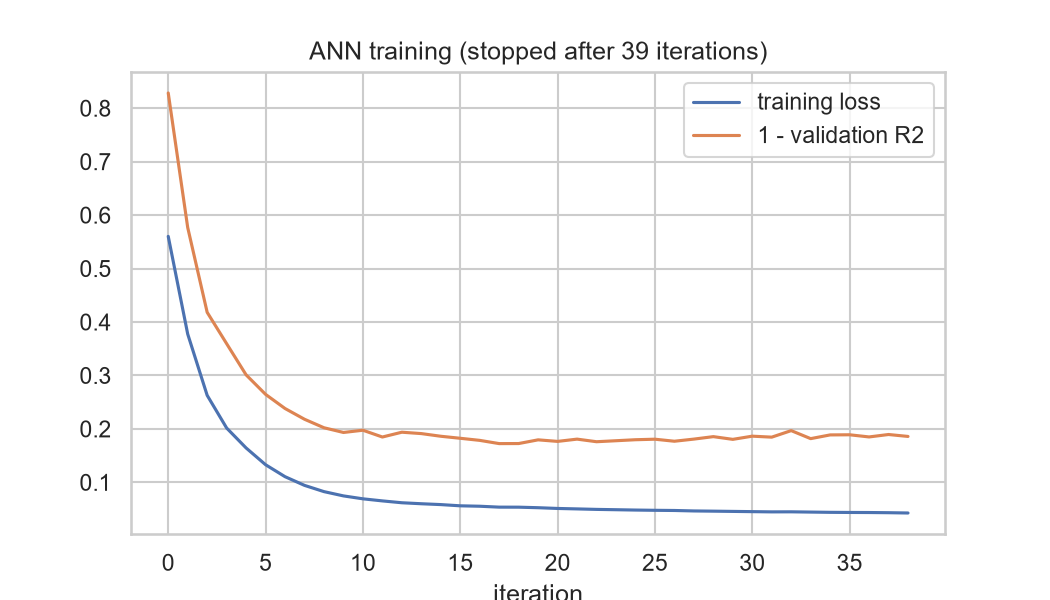 ANN training (stopped after 39 iterations)
training loss
1 - validation R2
0.8
0.7
0.6
0.5
0.4
0.3
0.2
0.1
0 5 10 15 20 25 30 35
iteration